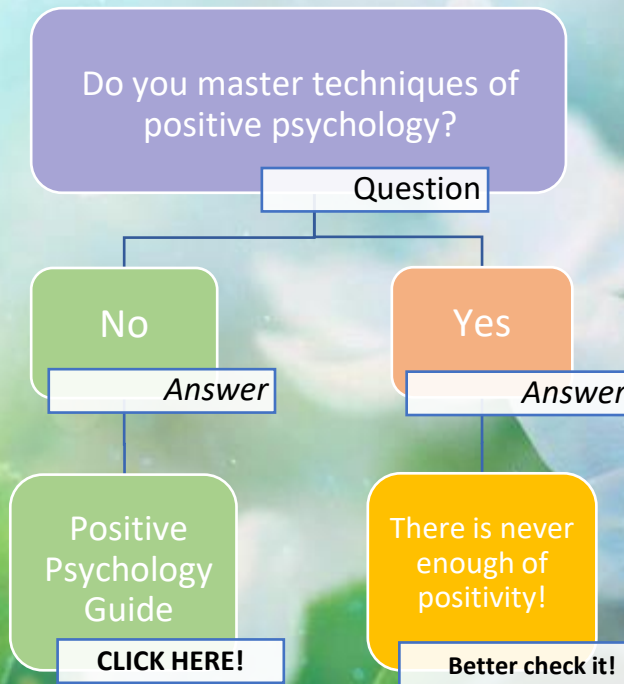 Do you master techniques of
positive psychology?
Question
No
Answer
Yes
Answer
Positive
Psychology
Guide
CLICK HERE!
There is never
enough of
positivity!
Better check it!